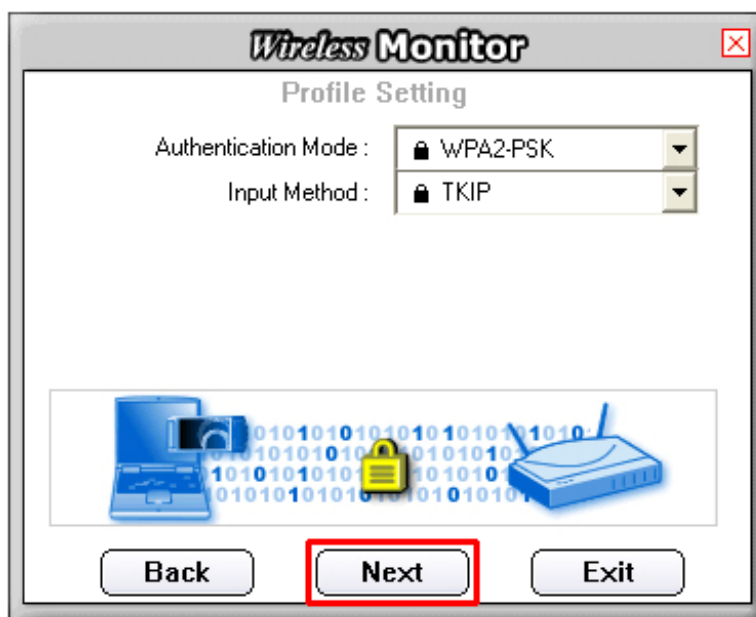 Wireless Monitor
Profile Setting
Authentication Mode : WPA2-PSK
Input Method : TKIP
Back Next Exit